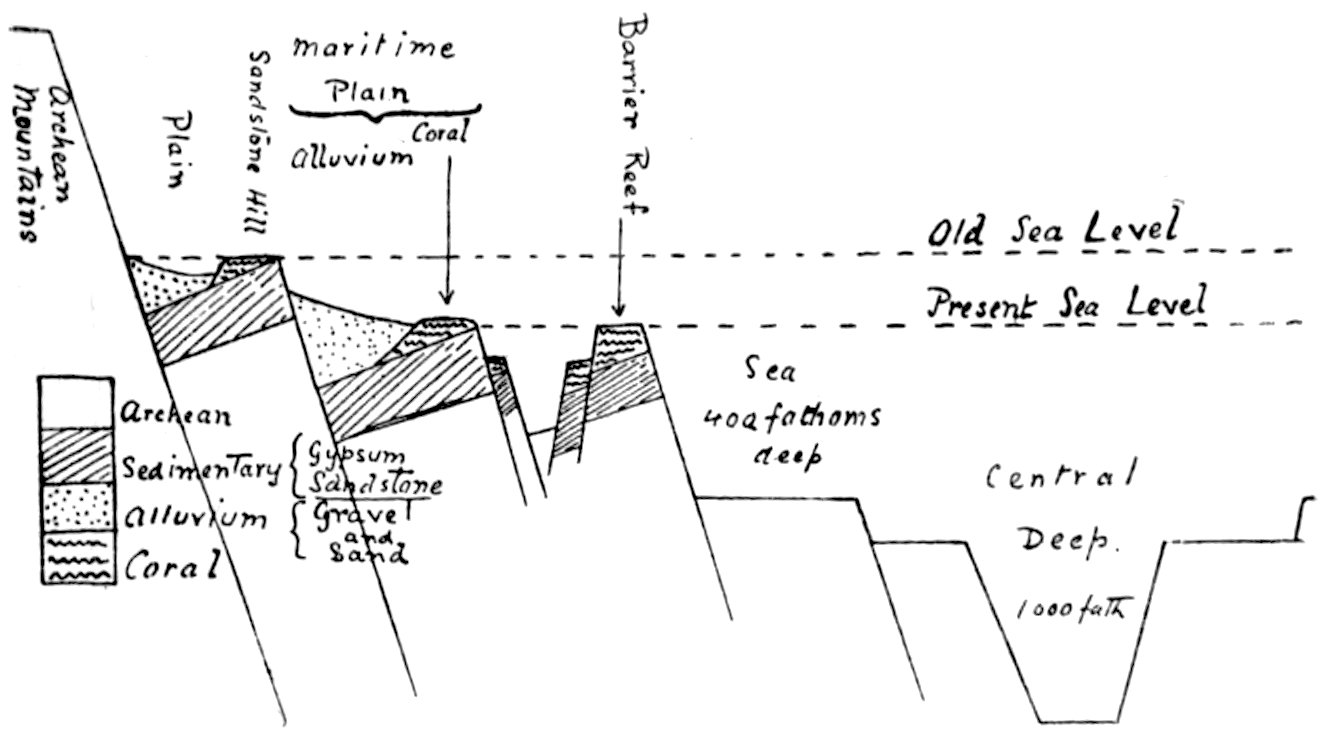 Archean
Mountains
Plain
Sandstone Hill
maritime
Plain
Coral
alluvium
Barrier Reef
Old Sea Level
Present Sea Level
Sea
400 fathoms
deep
Central
Deep.
1000 fath
Archean
Sedimentary { Gypsum
Sandstone
alluvium { Gravel
and
Sand
Coral